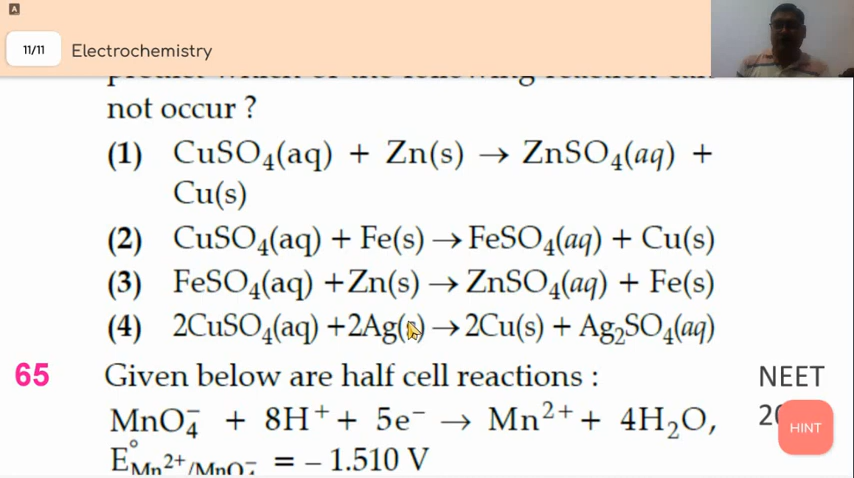 A
11/11 Electrochemistry
not occur ?
(1) CuSO₄(aq) + Zn(s) → ZnSO₄(aq) +
Cu(s)
(2) CuSO₄(aq) + Fe(s) → FeSO₄(aq) + Cu(s)
(3) FeSO₄(aq) +Zn(s) → ZnSO₄(aq) + Fe(s)
(4) 2CuSO₄(aq) +2Ag(s) → 2Cu(s) + Ag₂SO₄(aq)
65 Given below are half cell reactions : NEET
MnO₄⁻ + 8H⁺ + 5e⁻ → Mn²⁺ + 4H₂O,
HINT
E°Mn²⁺/MnO₄⁻ = – 1.510 V